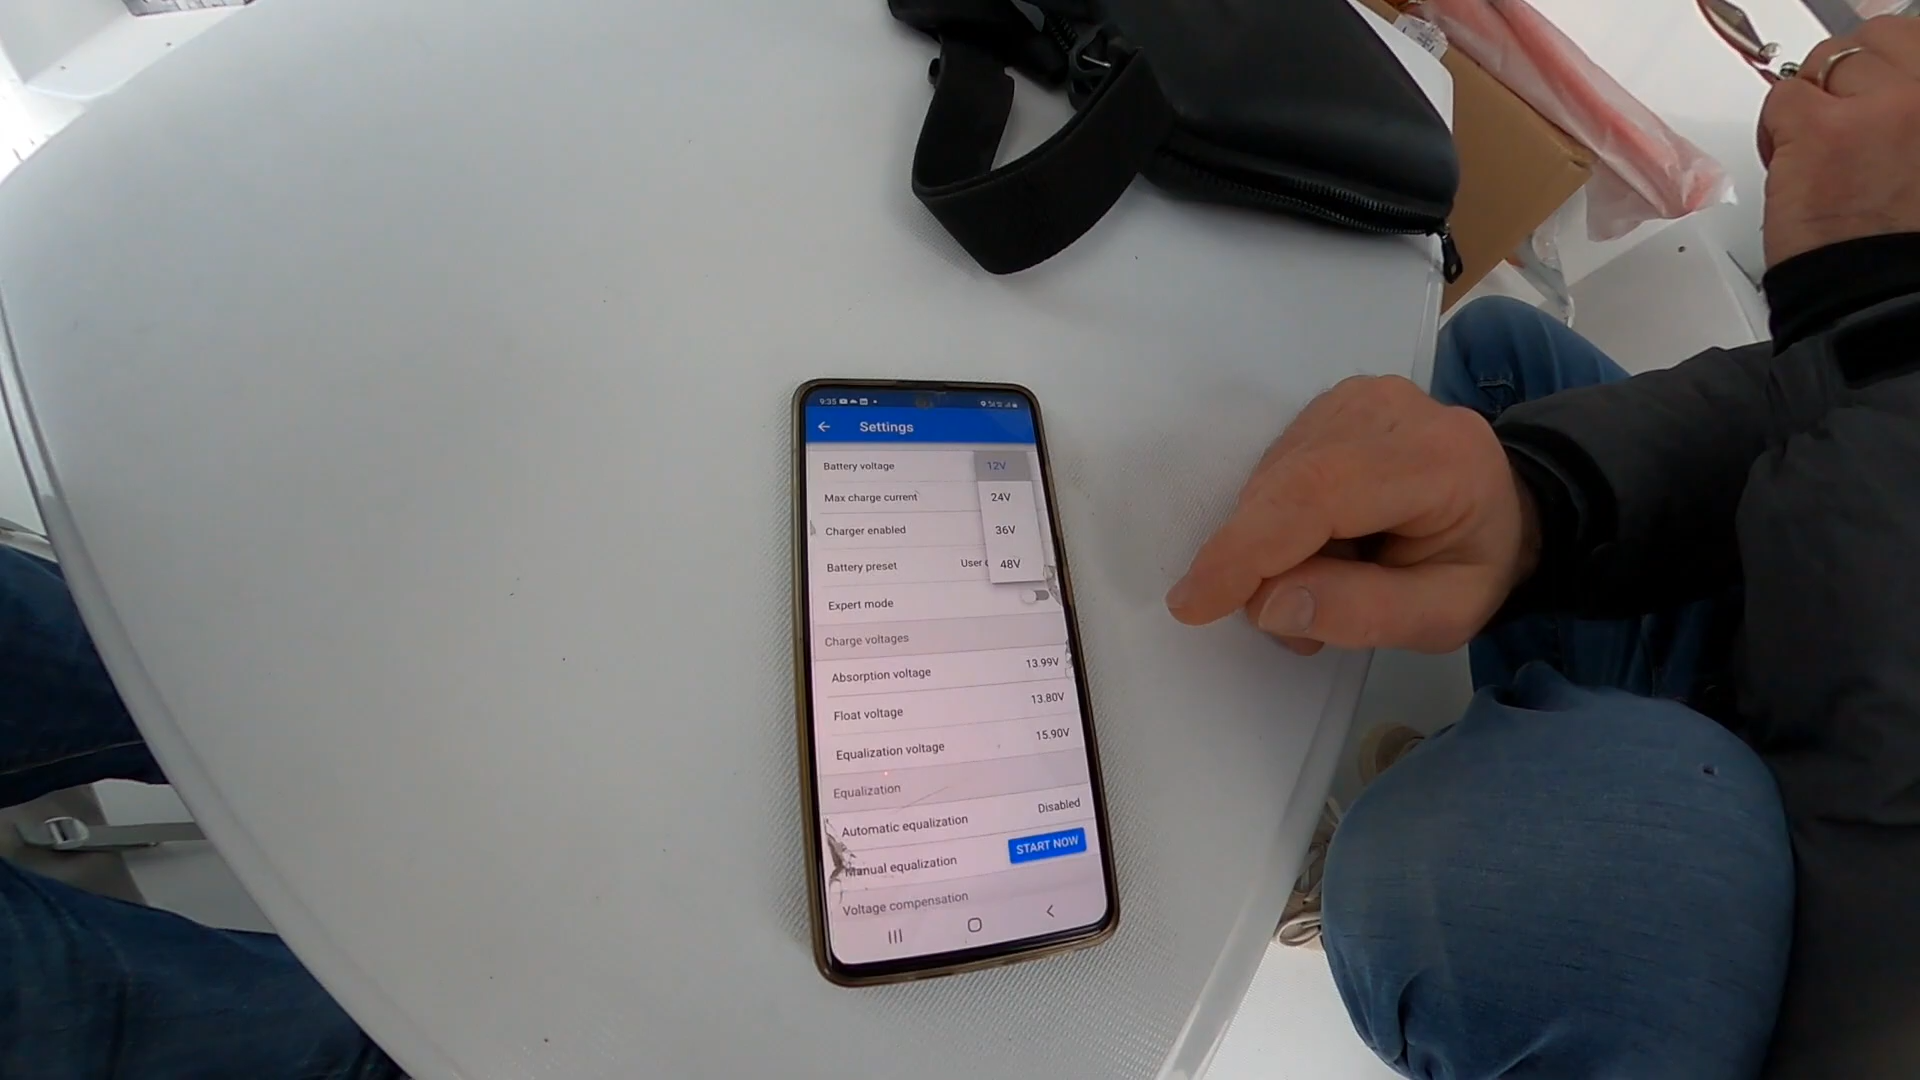 9:35
Settings
Battery voltage 12V
Max charge current 24V
Charger enabled 36V
Battery preset User 48V
Expert mode
Charge voltages
Absorption voltage 13.99V
Float voltage 13.80V
Equalization voltage 15.90V
Equalization
Automatic equalization Disabled
Manual equalization START NOW
Voltage compensation